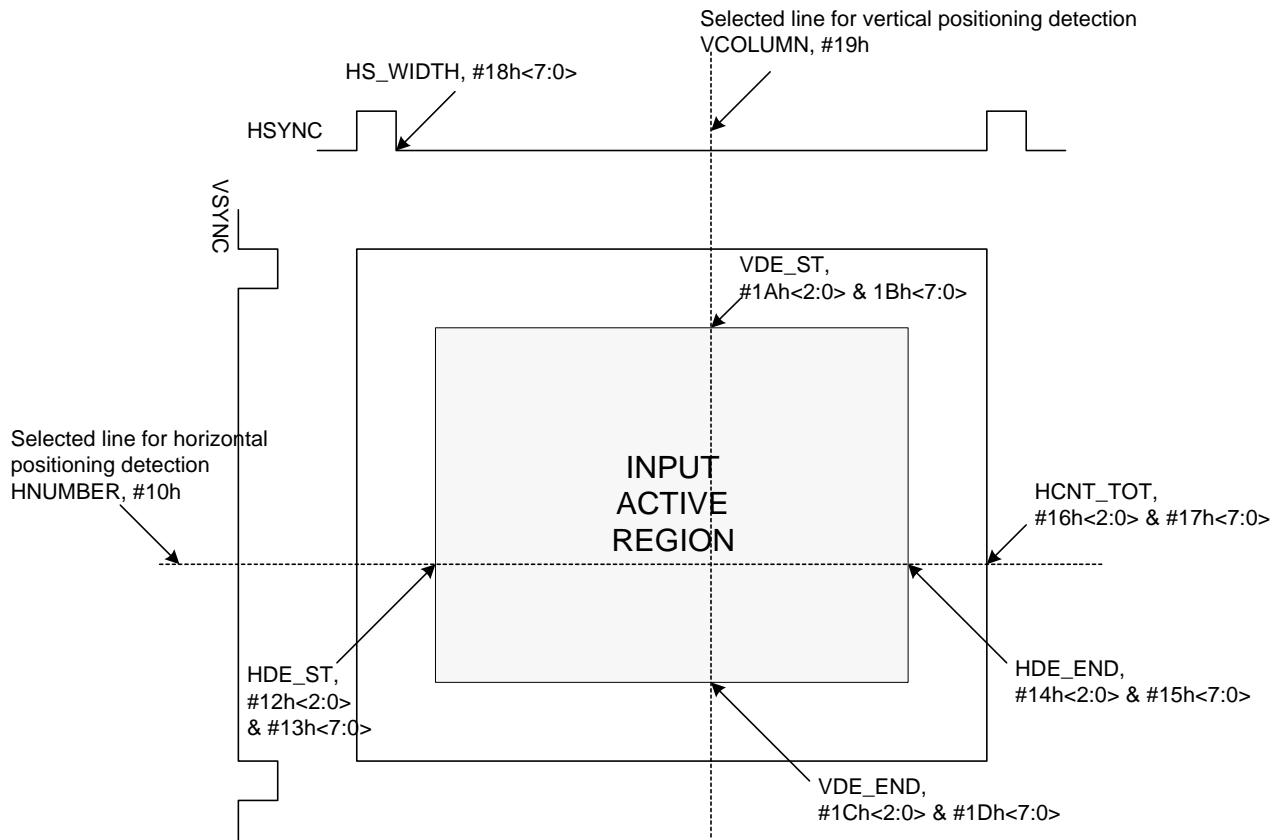 Selected line for vertical positioning detection
VCOLUMN, #19h
HS_WIDTH, #18h<7:0>
HSYNC
VSYNC
VDE_ST,
#1Ah<2:0> & 1Bh<7:0>
Selected line for horizontal
positioning detection
HNUMBER, #10h
INPUT
ACTIVE
REGION
HCNT_TOT,
#16h<2:0> & #17h<7:0>
HDE_ST,
#12h<2:0>
& #13h<7:0>
HDE_END,
#14h<2:0> & #15h<7:0>
VDE_END,
#1Ch<2:0> & #1Dh<7:0>